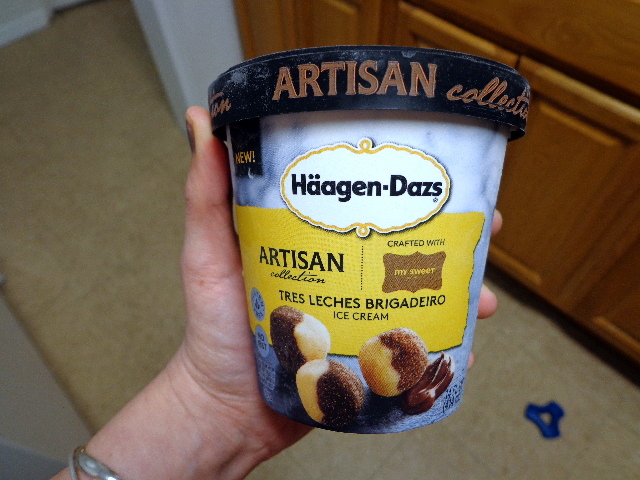 ARTISAN collection
NEW!
Häagen-Dazs
ARTISAN
collection
CRAFTED WITH
my sweet
TRES LECHES BRIGADEIRO
ICE CREAM